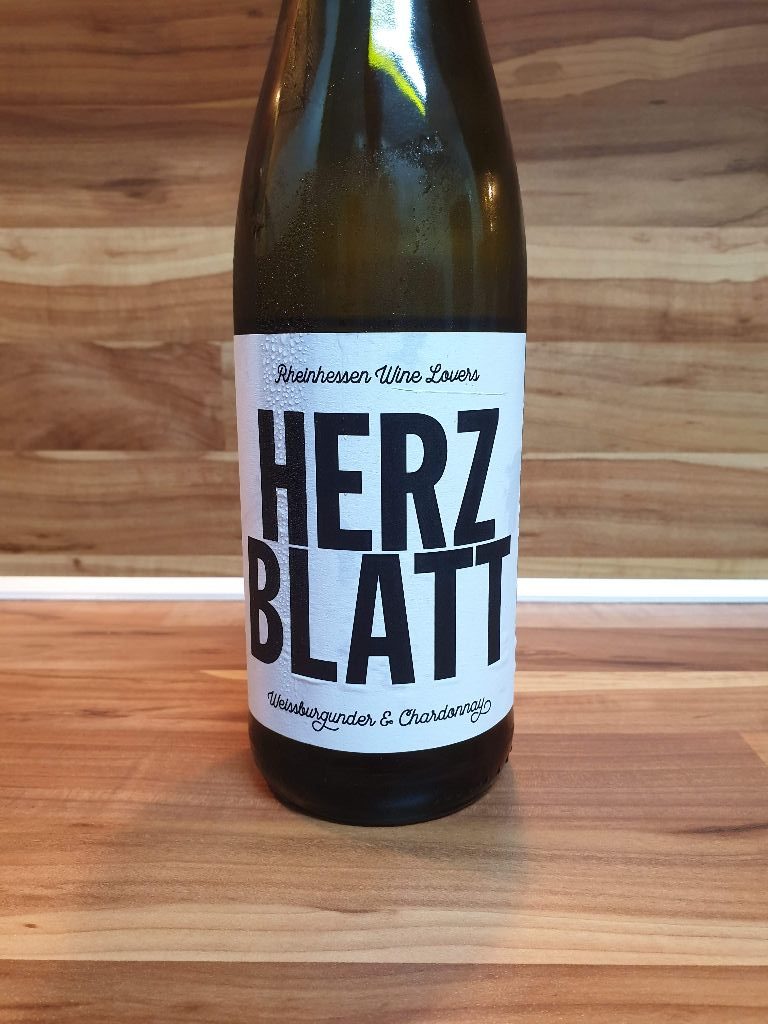 Rheinhessen Wine Lovers
HERZ
BLATT
Weissburgunder & Chardonnay